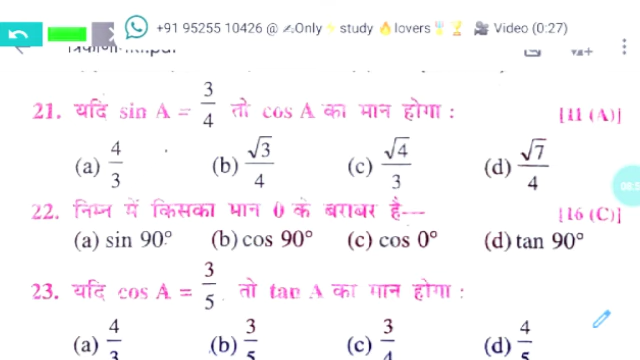 +91 95255 10426 @ ✍Only⭐study 🔥lovers🏆 🎥 Video (0:27)
21. यदि sin A = 3/4 तो cos A का मान होगा : [11 (A)]
(a) 4/3 (b) √3/4 (c) √4/3 (d) √7/4
22. निम्न में किसका मान 0 के बराबर है— [16 (C)]
(a) sin 90° (b) cos 90° (c) cos 0° (d) tan 90°
23. यदि cos A = 3/5 तो tan A का मान होगा :
(a) 4/3 (b) 3/5 (c) 3/4 (d) 4/5